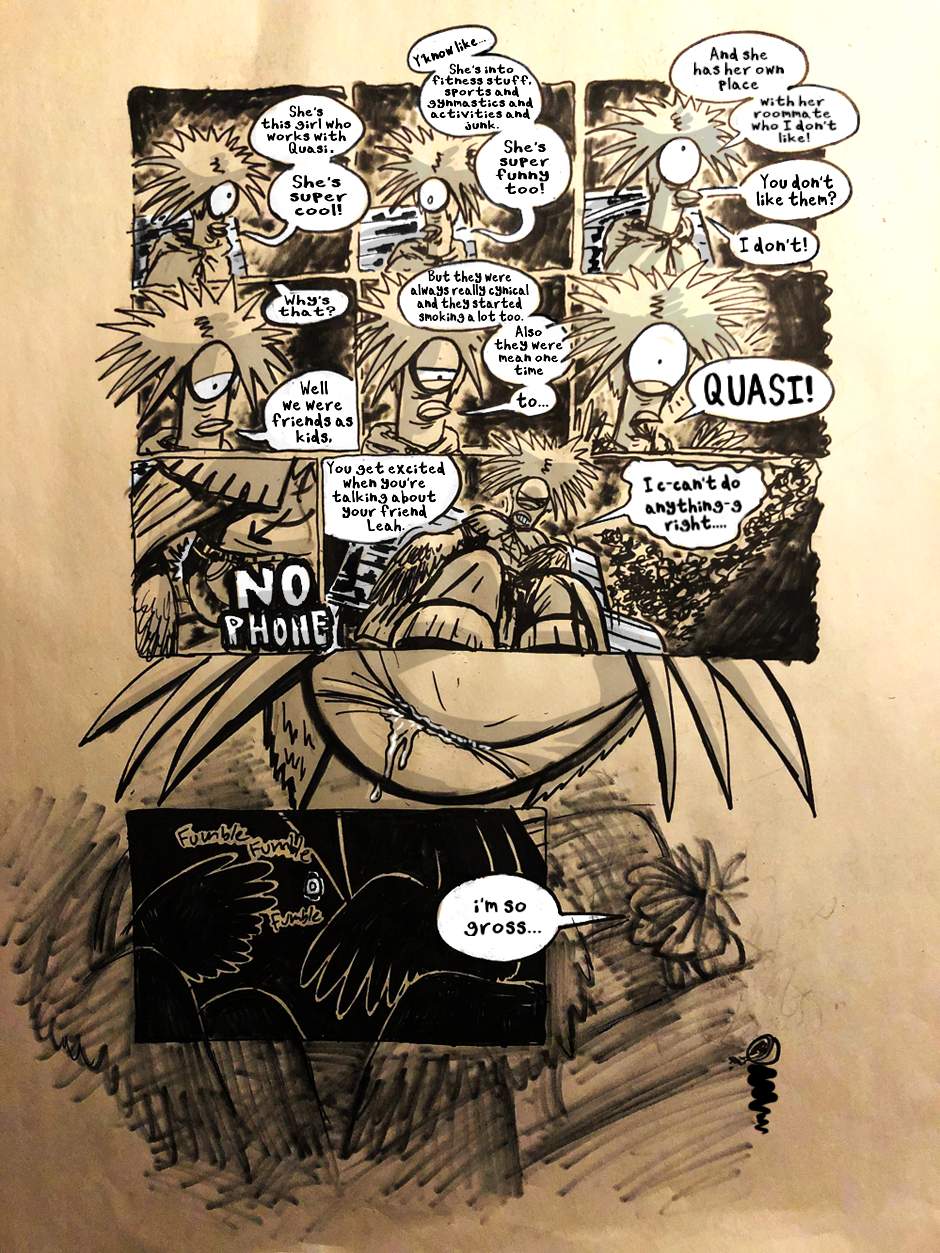 She's
this girl who
works with
Quasi.
She's
super
cool!
Y'know like...
She's into
fitness stuff,
sports and
gymnastics and
activities and
junk.
She's
super
funny
too!
And she
has her own
place
with her
roommate
who I don't
like!
You don't
like them?
I don't!
Why's
that?
Well
we were
friends as
kids,
But they were
always really cynical
and they started
smoking a lot too.
Also
they were
mean one
time
to...
QUASI!
NO
PHONE
You get excited
when you're
talking about
your friend
Leah.
I c-can't do
anything-g
right....
Fumble
Fumble
Fumble
i'm so
gross...